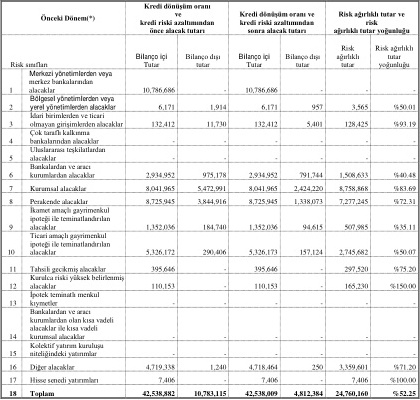 Önceki Dönem(*)
Kredi dönüşüm oranı ve kredi riski azaltımından önce alacak tutarı
Kredi dönüşüm oranı ve kredi riski azaltımından sonra alacak tutarı
Risk ağırlıklı tutar ve risk ağırlıklı tutar yoğunluğu
Risk sınıfları
Bilanço içi Tutar
Bilanço dışı tutar
Bilanço içi Tutar
Bilanço dışı tutar
Risk ağırlıklı tutar
Risk ağırlıklı tutar yoğunluğu
1 Merkezi yönetimlerden veya merkez bankalarından alacaklar 10,786,686 - 10,786,686 - - -
2 Bölgesel yönetimlerden veya yerel yönetimlerden alacaklar 6,171 1,914 6,171 957 3,565 %50.01
3 İdari birimlerden ve ticari olmayan girişimlerden alacaklar 132,412 11,730 132,412 5,401 128,425 %93.19
4 Çok taraflı kalkınma bankalarından alacaklar - - - - - -
5 Uluslararası teşkilatlardan alacaklar - - - - - -
6 Bankalardan ve aracı kurumlardan alacaklar 2,934,952 975,178 2,934,952 791,744 1,508,633 %40.48
7 Kurumsal alacaklar 8,041,965 5,472,991 8,041,965 2,424,220 8,758,868 %83.69
8 Perakende alacaklar 8,725,945 3,844,916 8,725,945 1,338,073 7,277,245 %72.31
9 İkamet amaçlı gayrimenkul ipoteği ile teminatlandırılan alacaklar 1,352,036 184,740 1,352,036 94,615 507,985 %35.11
10 Ticari amaçlı gayrimenkul ipoteği ile teminatlandırılan alacaklar 5,326,172 290,406 5,326,173 157,124 2,745,682 %50.07
11 Tahsili gecikmiş alacaklar 395,646 - 395,646 - 297,520 %75.20
12 Kurulca riski yüksek belirlenmiş alacaklar 110,153 - 110,153 - 165,230 %150.00
13 İpotek teminatlı menkul kıymetler - - - - - -
14 Bankalardan ve aracı kurumlardan olan kısa vadeli alacaklar ile kısa vadeli kurumsal alacaklar - - - - - -
15 Kolektif yatırım kuruluşu niteliğindeki yatırımlar - - - - - -
16 Diğer alacaklar 4,719,338 1,240 4,718,464 250 3,359,601 %71.20
17 Hisse senedi yatırımları 7,406 - 7,406 - 7,406 %100.00
18 Toplam 42,538,882 10,783,115 42,538,009 4,812,384 24,760,160 %52.25